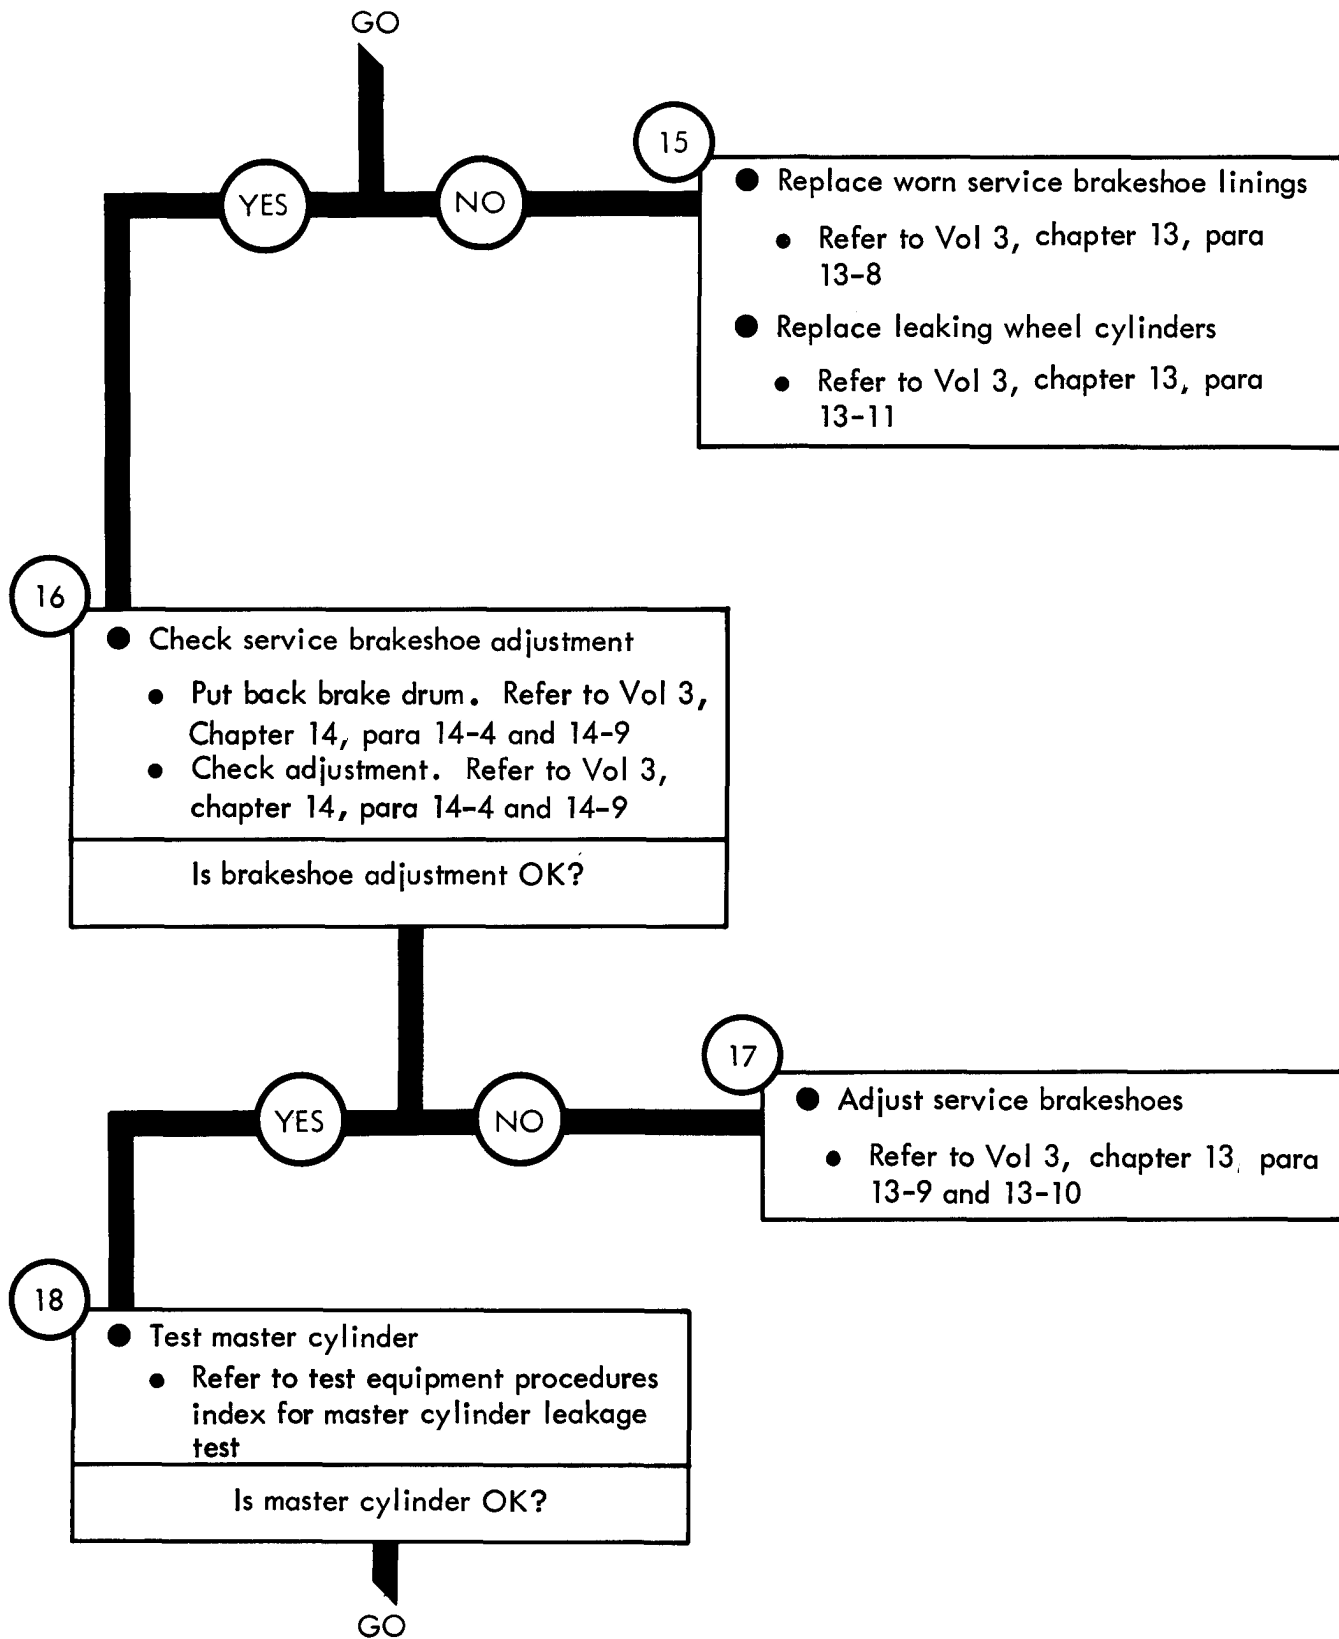 GO
YES
NO
15
● Replace worn service brakeshoe linings
● Refer to Vol 3, chapter 13, para
13-8
● Replace leaking wheel cylinders
● Refer to Vol 3, chapter 13, para
13-11
16
● Check service brakeshoe adjustment
● Put back brake drum. Refer to Vol 3,
Chapter 14, para 14-4 and 14-9
● Check adjustment. Refer to Vol 3,
chapter 14, para 14-4 and 14-9
Is brakeshoe adjustment OK?
YES
NO
17
● Adjust service brakeshoes
● Refer to Vol 3, chapter 13, para
13-9 and 13-10
18
● Test master cylinder
● Refer to test equipment procedures
index for master cylinder leakage
test
Is master cylinder OK?
GO